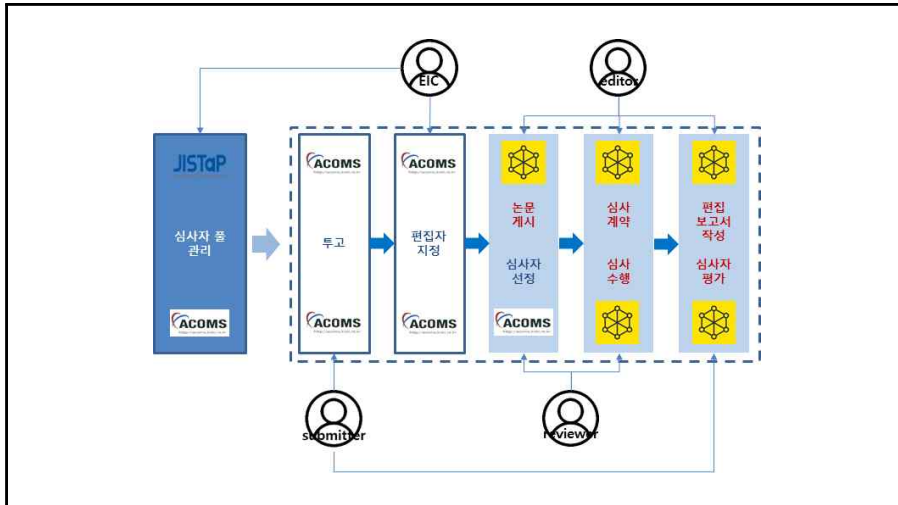 EIC
editor
JISTaP
심사자 풀
관리
ACOMS
ACOMS
투고
ACOMS
ACOMS
편집자
지정
ACOMS
논문
게시
심사자
선정
ACOMS
심사
계약
심사
수행
편집
보고서
작성
심사자
평가
submitter
reviewer